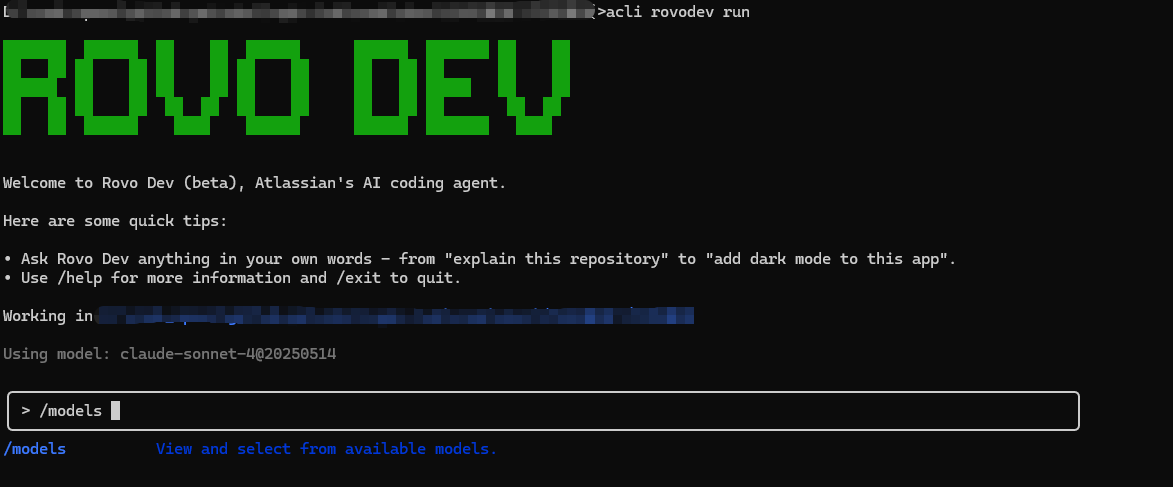 >acli rovodev run
ROVO DEV
Welcome to Rovo Dev (beta), Atlassian's AI coding agent.
Here are some quick tips:
• Ask Rovo Dev anything in your own words – from "explain this repository" to "add dark mode to this app".
• Use /help for more information and /exit to quit.
Working in
Using model: claude-sonnet-4@20250514
> /models
/models View and select from available models.